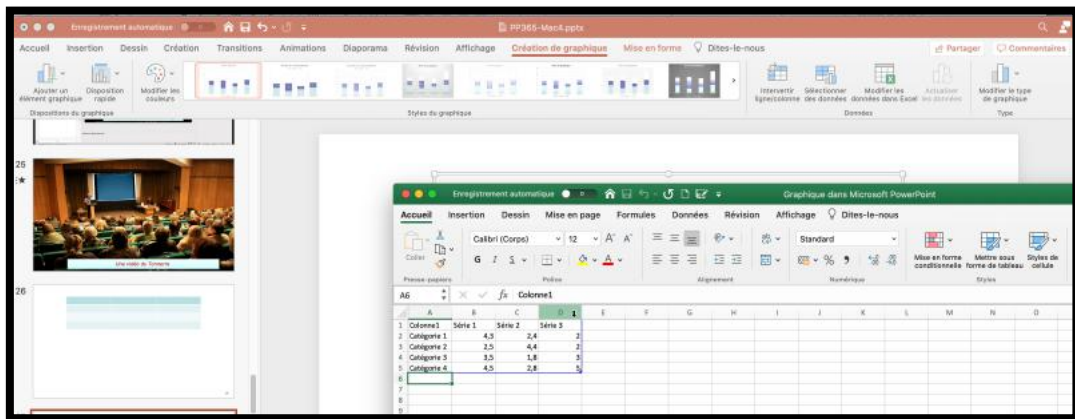 Enregistrement automatique PP365-Mac4.pptx
Accueil Insertion Dessin Création Transitions Animations Diaporama Révision Affichage Création de graphique Mise en forme Dites-le-nous Partager Commentaires
Ajouter un élément graphique Disposition rapide Modifier les couleurs Intervertir ligne/colonne Sélectionner des données Modifier les données dans Excel Actualiser les données Modifier le type de graphique
Dispositions du graphique Styles du graphique Données Type
26
Une vidéo du Tonnerre
26
Enregistrement automatique Graphique dans Microsoft PowerPoint
Accueil Insertion Dessin Mise en page Formules Données Révision Affichage Dites-le-nous
Coller Calibri (Corps) 12 A A Standard
G I S A % Mise en forme conditionnelle Mettre sous forme de tableau Styles de cellule
Presse-papiers Police Alignement Numérique Styles
A6 fx Colonne1
A B C D E F G H I J K L M N O
1 Colonne1 Série 1 Série 2 Série 3
2 Catégorie 1 4,3 2,4 2
3 Catégorie 2 2,5 4,4 2
4 Catégorie 3 3,5 1,8 3
5 Catégorie 4 4,5 2,8 5
6
7
8
9